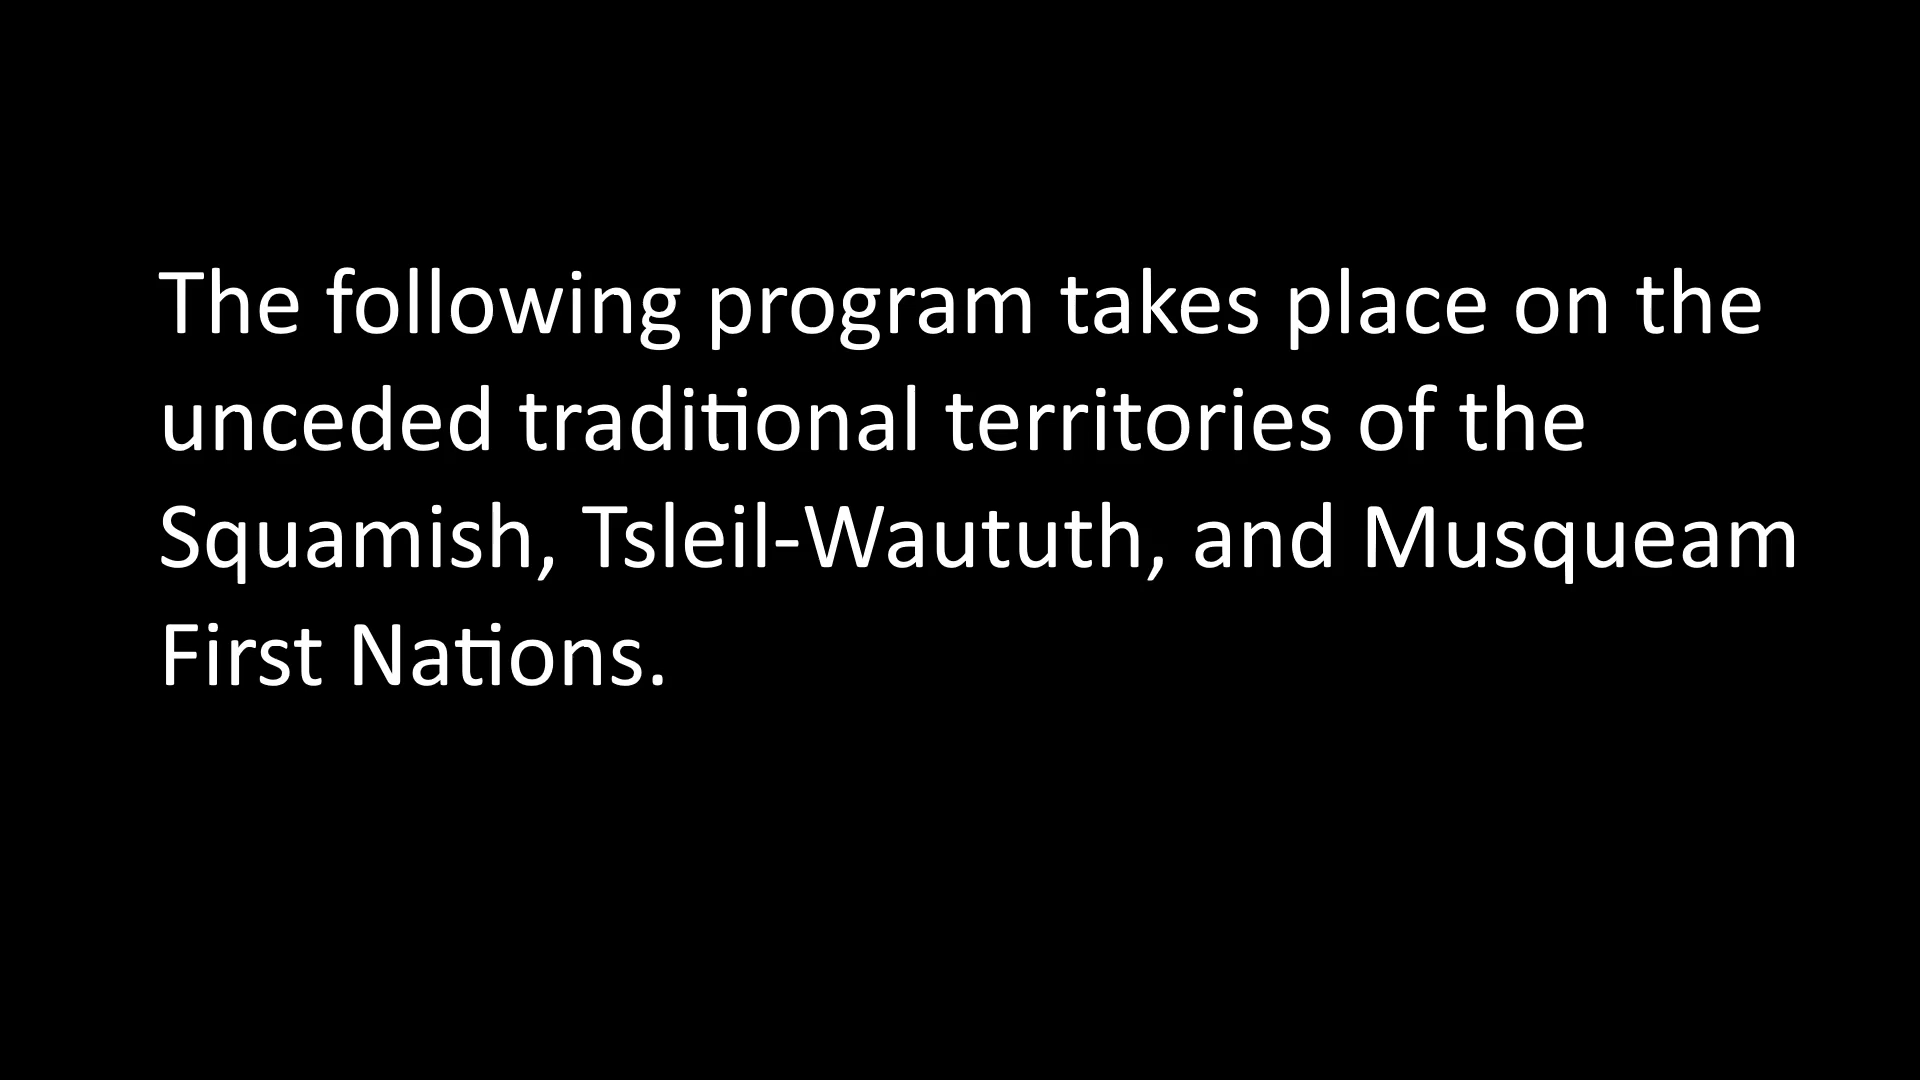 The following program takes place on the
unceded traditional territories of the
Squamish, Tsleil-Waututh, and Musqueam
First Nations.